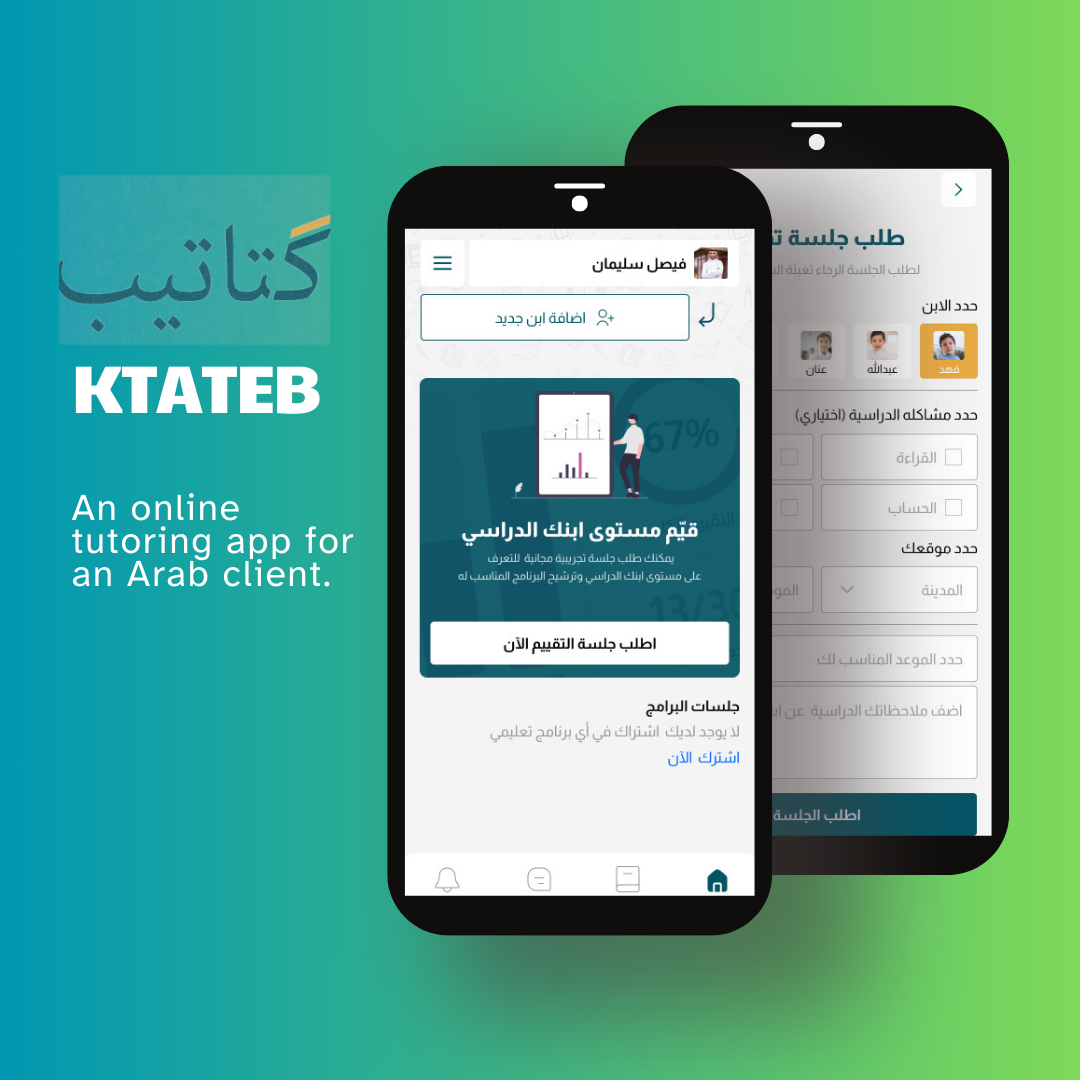 گتاتيب
KTATEB
An online
tutoring app for
an Arab client.
فيصل سليمان
اضافة ابن جديد
67%
قيّم مستوى ابنك الدراسي
يمكنك طلب جلسة تجريبية مجانية للتعرف
على مستوى ابنك الدراسي وترشيح البرنامج المناسب له
13/30
اطلب جلسة التقييم الآن
جلسات البرامج
لا يوجد لديك اشتراك في أي برنامج تعليمي
اشترك الآن
طلب جلسة
لطلب الجلسة الرجاء تعبئة
حدد الابن
فهد
عبدالله
عنان
حدد مشاكله الدراسية (اختياري)
القراءة
الحساب
حدد موقعك
المدينة
حدد الموعد المناسب لك
اضف ملاحظاتك الدراسية عن
اطلب الجلسة